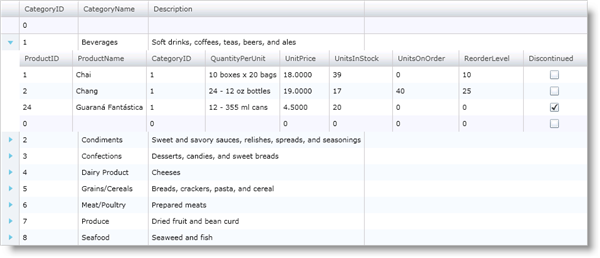 CategoryID CategoryName Description
0
1 Beverages Soft drinks, coffees, teas, beers, and ales
ProductID ProductName CategoryID QuantityPerUnit UnitPrice UnitsInStock UnitsOnOrder ReorderLevel Discontinued
1 Chai 1 10 boxes x 20 bags 18.0000 39 0 10
2 Chang 1 24 - 12 oz bottles 19.0000 17 40 25
24 Guaraná Fantástica 1 12 - 355 ml cans 4.5000 20 0 0
0 0 0 0 0 0
2 Condiments Sweet and savory sauces, relishes, spreads, and seasonings
3 Confections Desserts, candies, and sweet breads
4 Dairy Product Cheeses
5 Grains/Cereals Breads, crackers, pasta, and cereal
6 Meat/Poultry Prepared meats
7 Produce Dried fruit and bean curd
8 Seafood Seaweed and fish